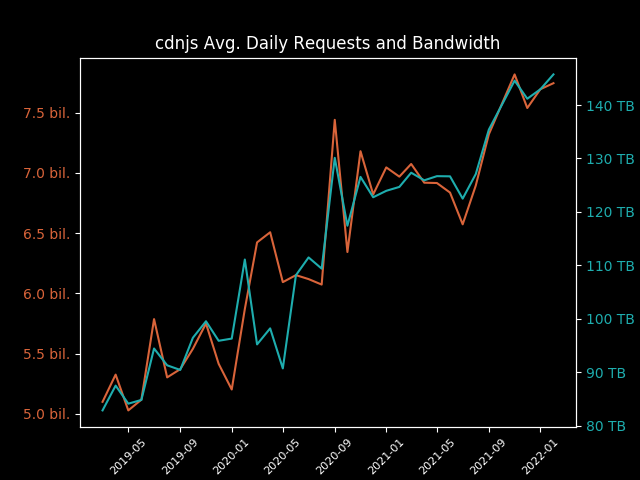 cdnjs Avg. Daily Requests and Bandwidth
7.5 bil.
7.0 bil.
6.5 bil.
6.0 bil.
5.5 bil.
5.0 bil.
140 TB
130 TB
120 TB
110 TB
100 TB
90 TB
80 TB
2019-05
2019-09
2020-01
2020-05
2020-09
2021-01
2021-05
2021-09
2022-01